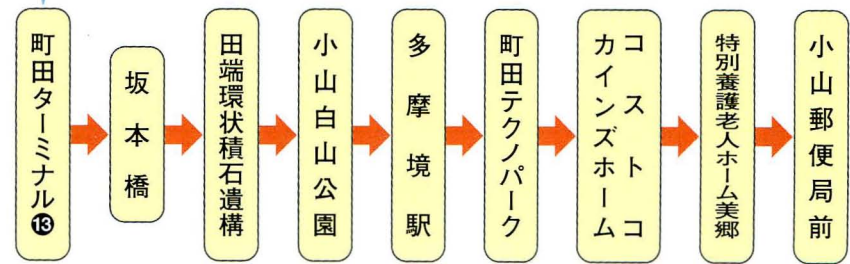 町田ターミナル⓭
坂本橋
田端環状積石遺構
小山白山公園
多摩境駅
町田テクノパーク
コストコ
カインズホーム
特別養護老人ホーム美郷
小山郵便局前